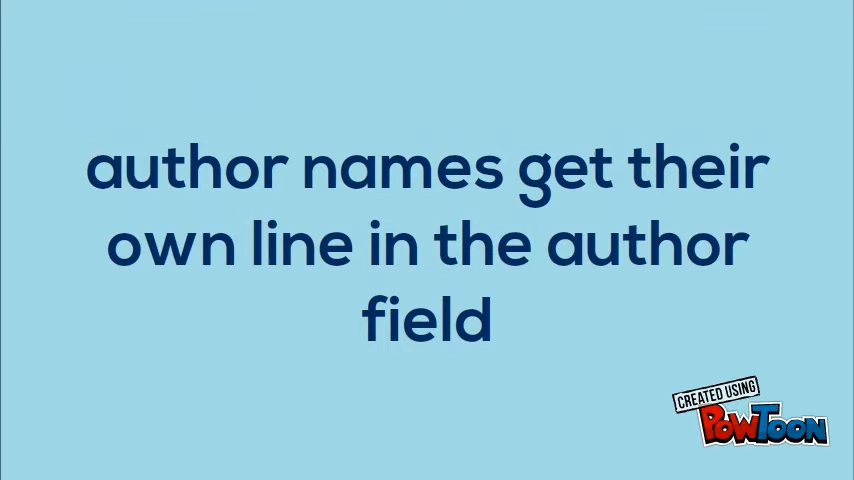 author names get their
own line in the author
field
CREATED USING
POWTOON